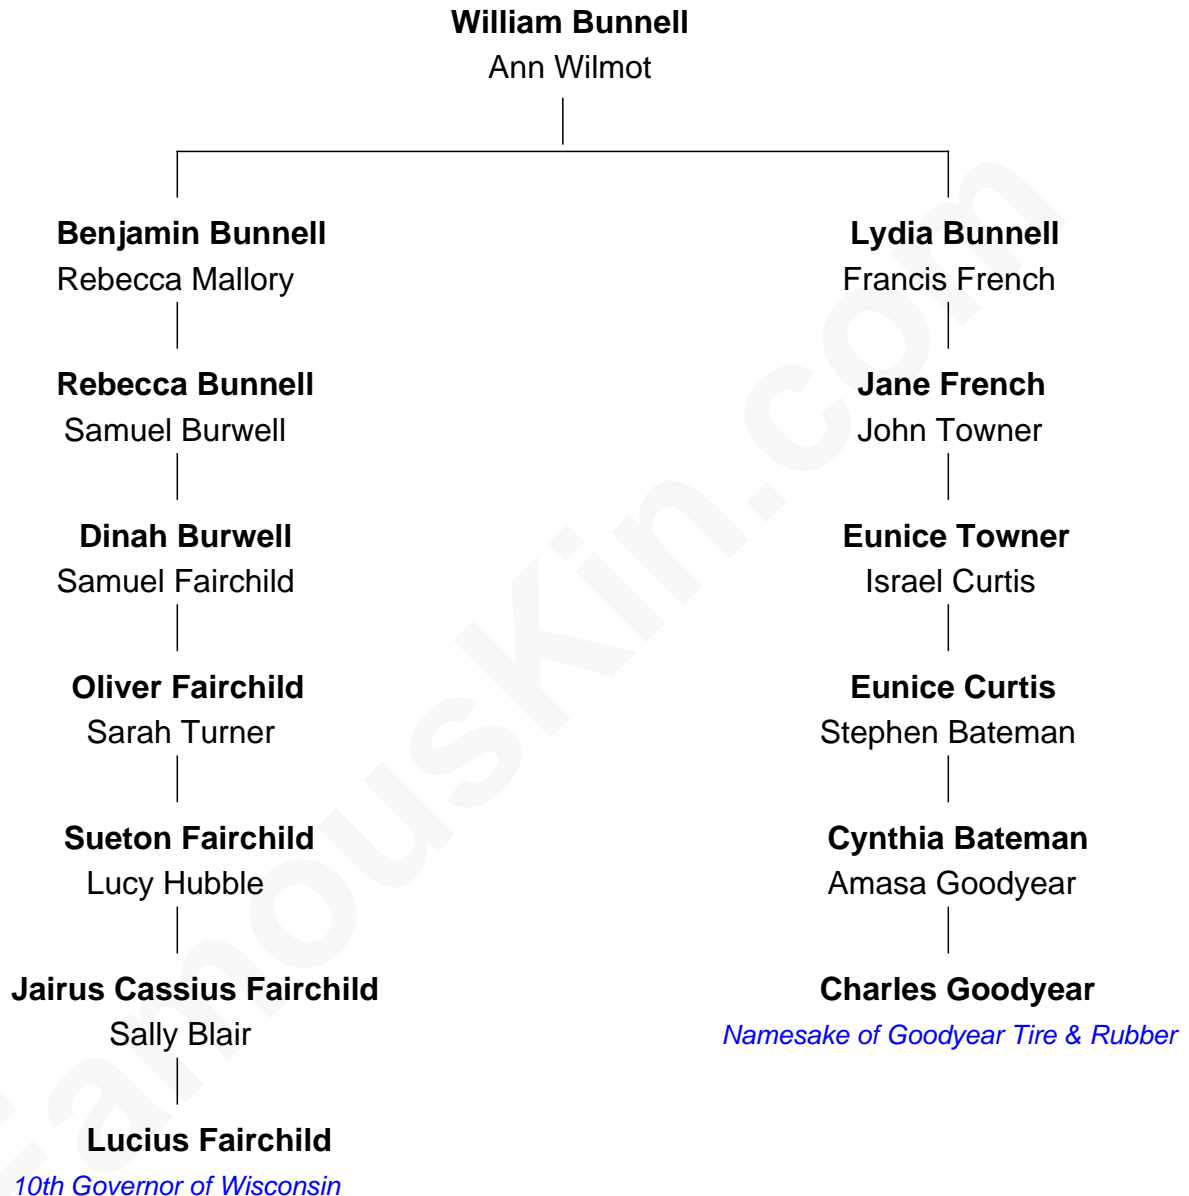 William Bunnell
Ann Wilmot
Benjamin Bunnell
Rebecca Mallory
Lydia Bunnell
Francis French
Rebecca Bunnell
Samuel Burwell
Jane French
John Towner
Dinah Burwell
Samuel Fairchild
Eunice Towner
Israel Curtis
Oliver Fairchild
Sarah Turner
Eunice Curtis
Stephen Bateman
Sueton Fairchild
Lucy Hubble
Cynthia Bateman
Amasa Goodyear
Jairus Cassius Fairchild
Sally Blair
Charles Goodyear
Namesake of Goodyear Tire & Rubber
Lucius Fairchild
10th Governor of Wisconsin
FamousKin.com